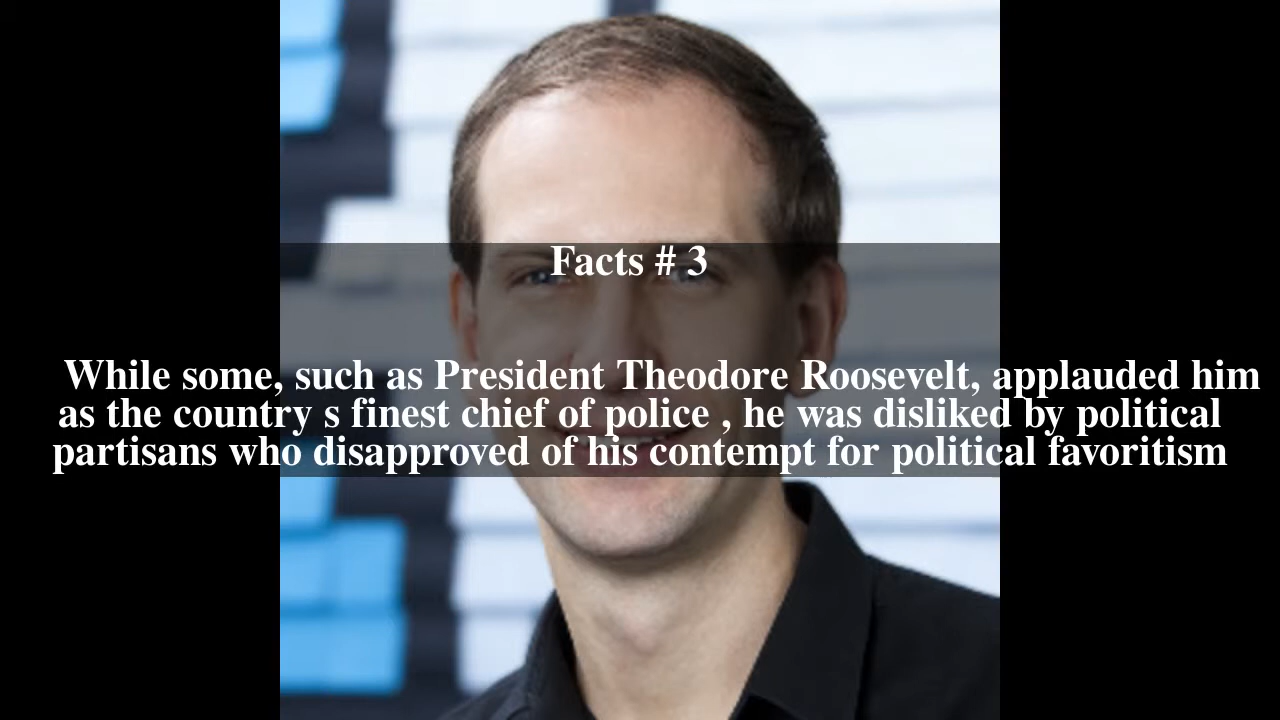 Facts # 3
While some, such as President Theodore Roosevelt, applauded him
as the country s finest chief of police , he was disliked by political
partisans who disapproved of his contempt for political favoritism